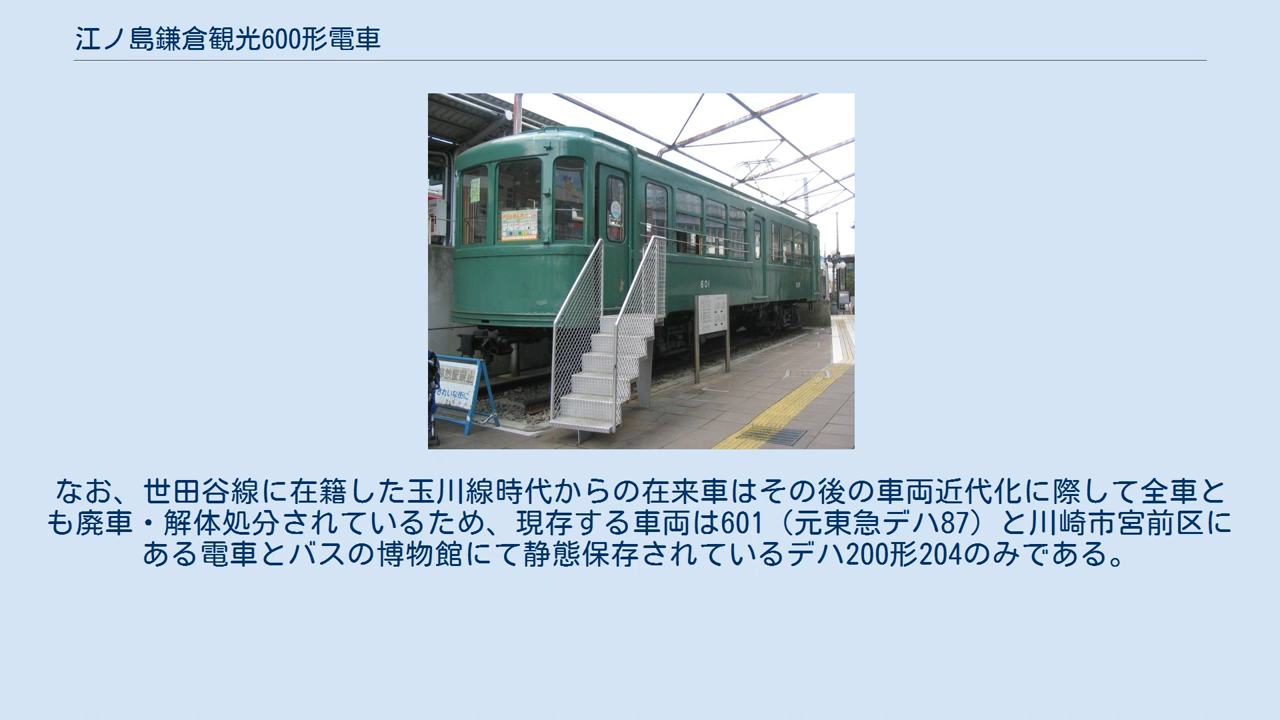 江ノ島鎌倉観光600形電車
601
なお、世田谷線に在籍した玉川線時代からの在来車はその後の車両近代化に際して全車と
も廃車・解体処分されているため、現存する車両は601（元東急デハ87）と川崎市宮前区に
ある電車とバスの博物館にて静態保存されているデハ200形204のみである。